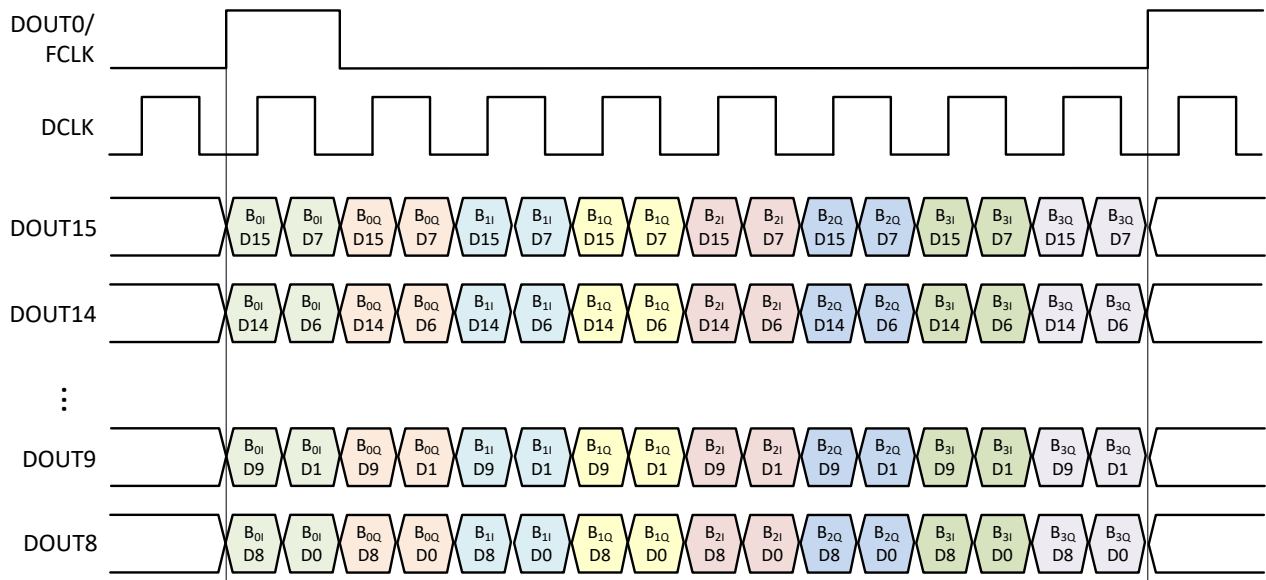 DOUT0/
FCLK
DCLK
DOUT15
B0I B0I B0Q B0Q B1I B1I B1Q B1Q B2I B2I B2Q B2Q B3I B3I B3Q B3Q
D15 D7 D15 D7 D15 D7 D15 D7 D15 D7 D15 D7 D15 D7 D15 D7
DOUT14
B0I B0I B0Q B0Q B1I B1I B1Q B1Q B2I B2I B2Q B2Q B3I B3I B3Q B3Q
D14 D6 D14 D6 D14 D6 D14 D6 D14 D6 D14 D6 D14 D6 D14 D6
⋮
DOUT9
B0I B0I B0Q B0Q B1I B1I B1Q B1Q B2I B2I B2Q B2Q B3I B3I B3Q B3Q
D9 D1 D9 D1 D9 D1 D9 D1 D9 D1 D9 D1 D9 D1 D9 D1
DOUT8
B0I B0I B0Q B0Q B1I B1I B1Q B1Q B2I B2I B2Q B2Q B3I B3I B3Q B3Q
D8 D0 D8 D0 D8 D0 D8 D0 D8 D0 D8 D0 D8 D0 D8 D0